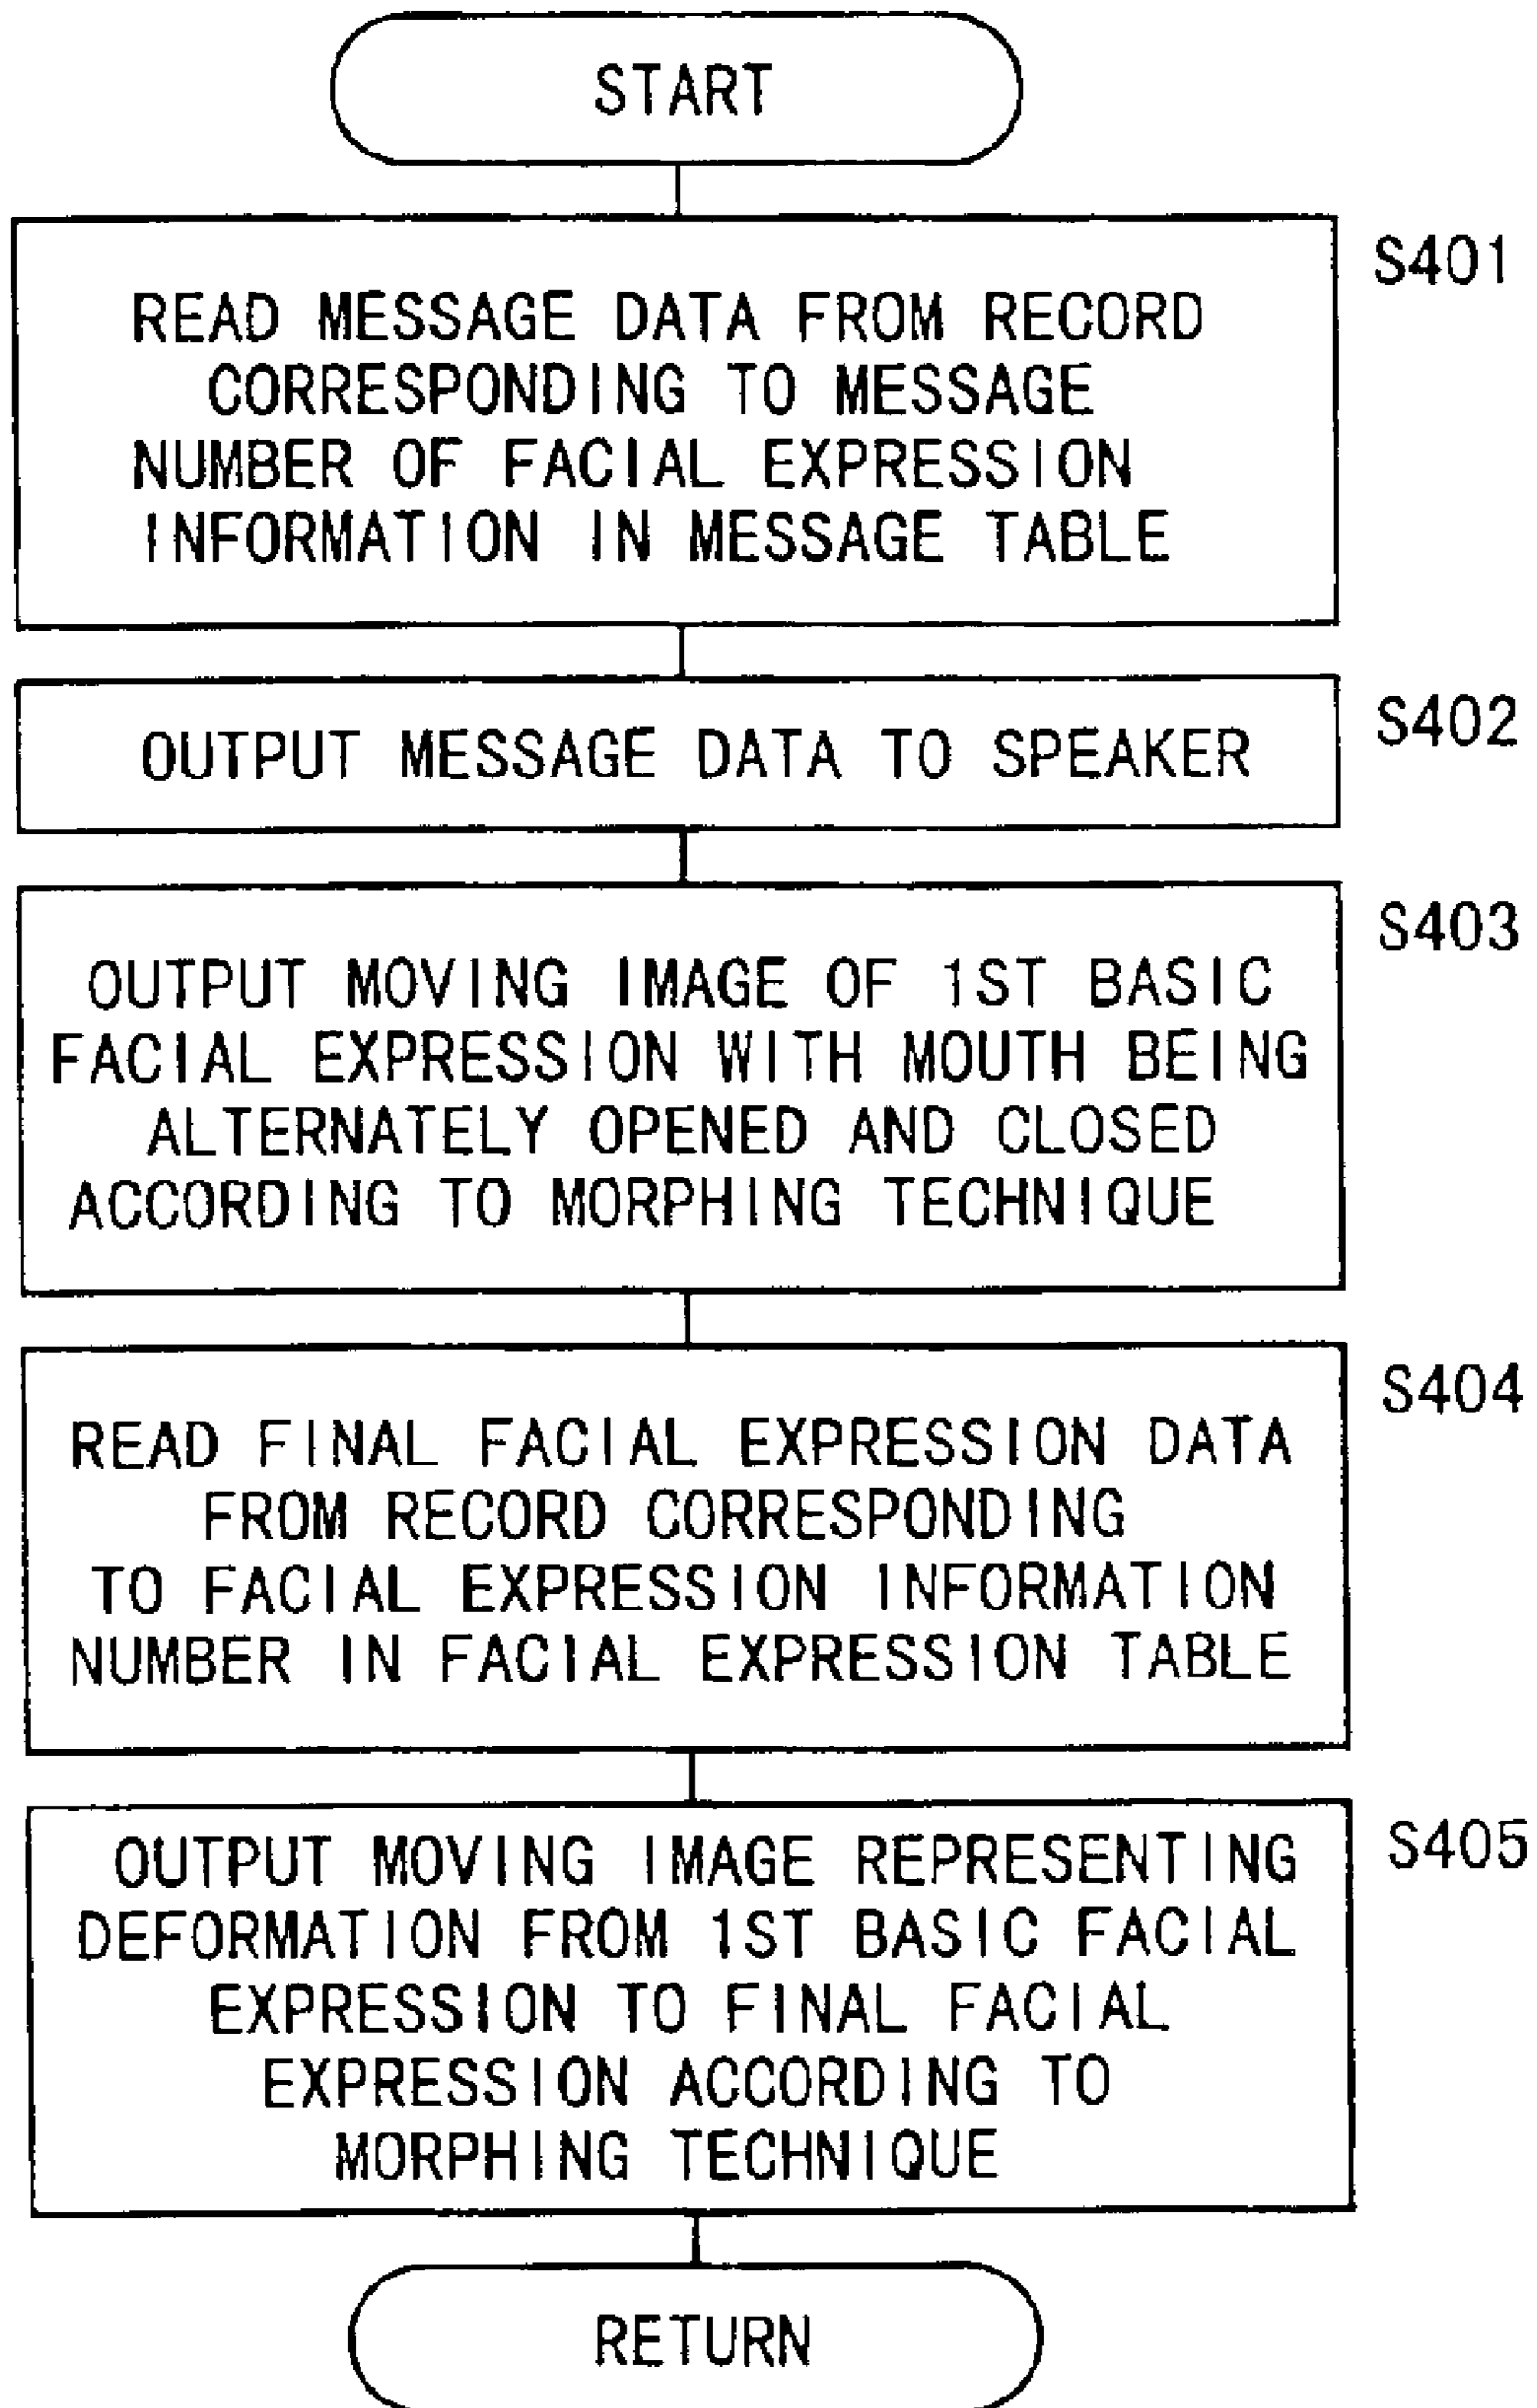 START
S401
READ MESSAGE DATA FROM RECORD
CORRESPONDING TO MESSAGE
NUMBER OF FACIAL EXPRESSION
INFORMATION IN MESSAGE TABLE
S402
OUTPUT MESSAGE DATA TO SPEAKER
S403
OUTPUT MOVING IMAGE OF 1ST BASIC
FACIAL EXPRESSION WITH MOUTH BEING
ALTERNATELY OPENED AND CLOSED
ACCORDING TO MORPHING TECHNIQUE
S404
READ FINAL FACIAL EXPRESSION DATA
FROM RECORD CORRESPONDING
TO FACIAL EXPRESSION INFORMATION
NUMBER IN FACIAL EXPRESSION TABLE
S405
OUTPUT MOVING IMAGE REPRESENTING
DEFORMATION FROM 1ST BASIC FACIAL
EXPRESSION TO FINAL FACIAL
EXPRESSION ACCORDING TO
MORPHING TECHNIQUE
RETURN